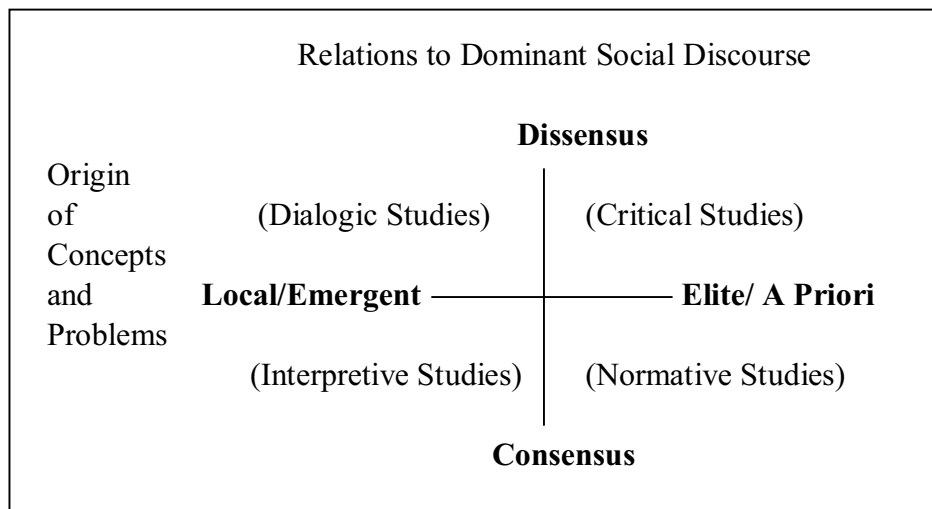 Relations to Dominant Social Discourse
Dissensus
Origin
of
Concepts
and
Problems
(Dialogic Studies) (Critical Studies)
Local/Emergent Elite/ A Priori
(Interpretive Studies) (Normative Studies)
Consensus